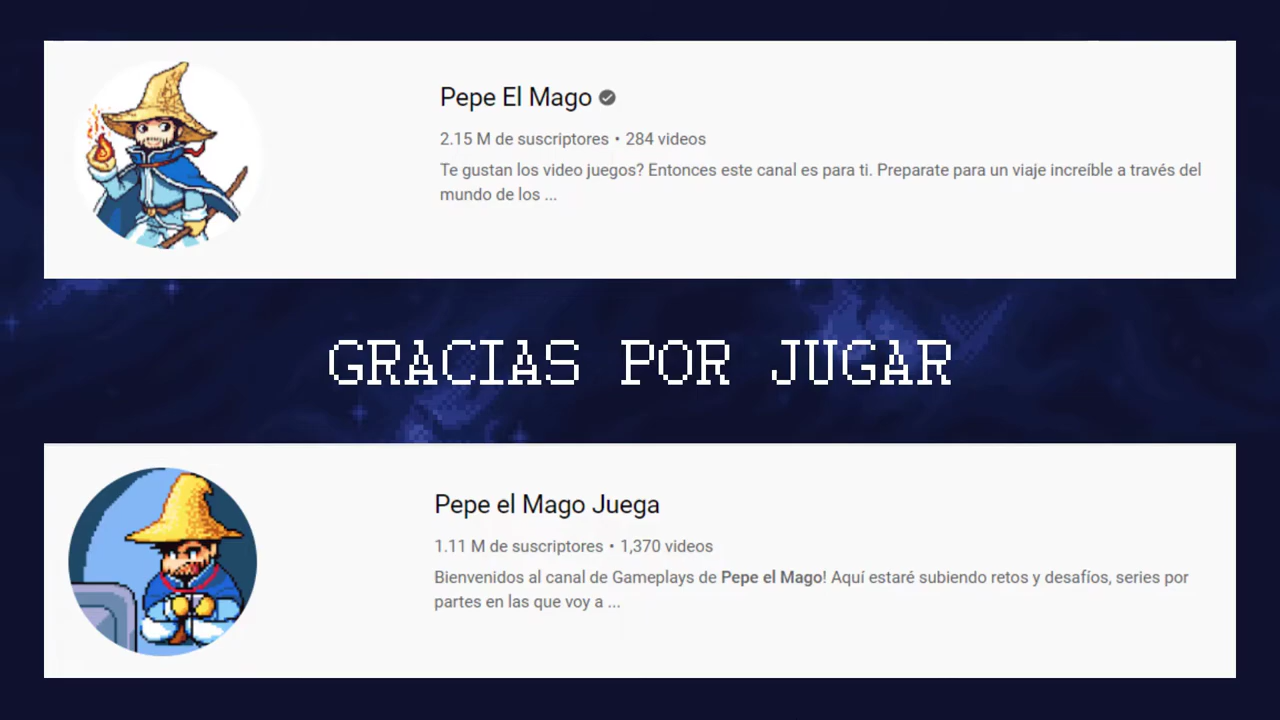 Pepe El Mago
2.15 M de suscriptores • 284 videos
Te gustan los video juegos? Entonces este canal es para ti. Preparate para un viaje increíble a través del
mundo de los ...
GRACIAS POR JUGAR
Pepe el Mago Juega
1.11 M de suscriptores • 1,370 videos
Bienvenidos al canal de Gameplays de Pepe el Mago! Aquí estaré subiendo retos y desafíos, series por
partes en las que voy a ...